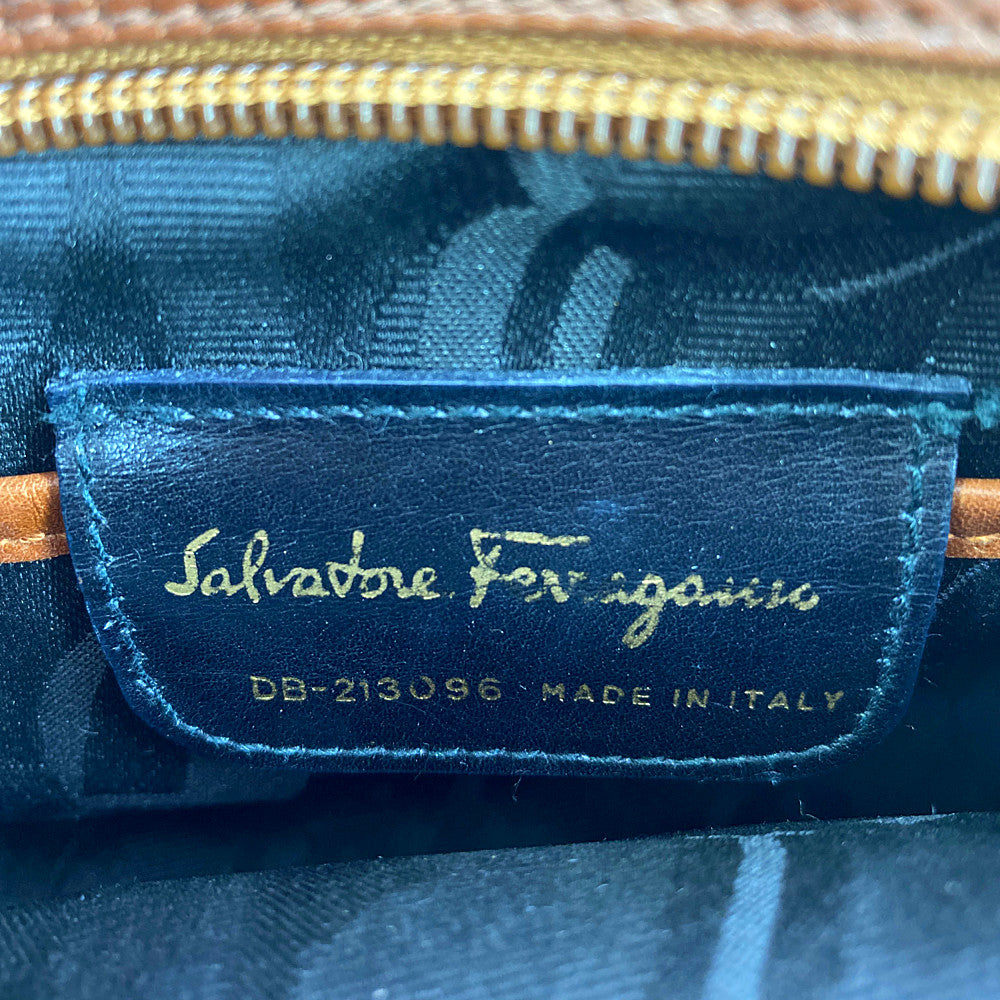 Salvatore Ferragamo
DB-213096 MADE IN ITALY